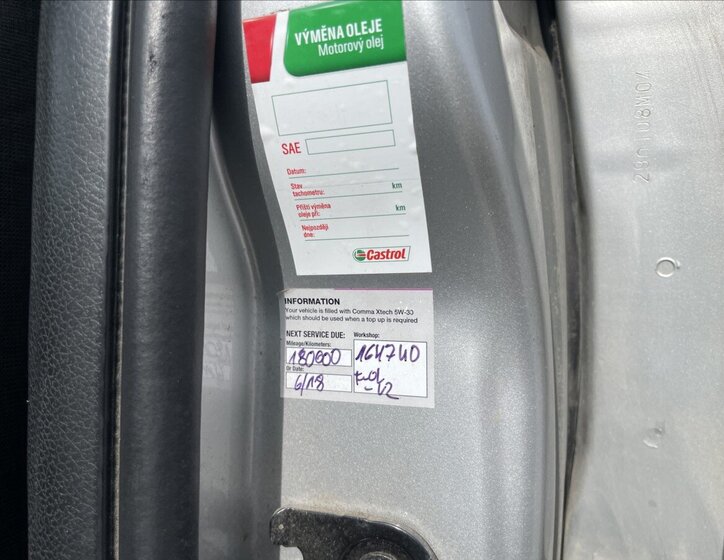 VÝMĚNA OLEJE
Motorový olej
SAE
Datum:
Stav
tachometru: km
Příští výměna
oleje při: km
Nejpozději
dne:
Castrol
INFORMATION
Your vehicle is filled with Comma Xtech 5W-30
which should be used when a top up is required
NEXT SERVICE DUE: Workshop:
Mileage/Kilometers:
180000 164740
Or Date:
6/18